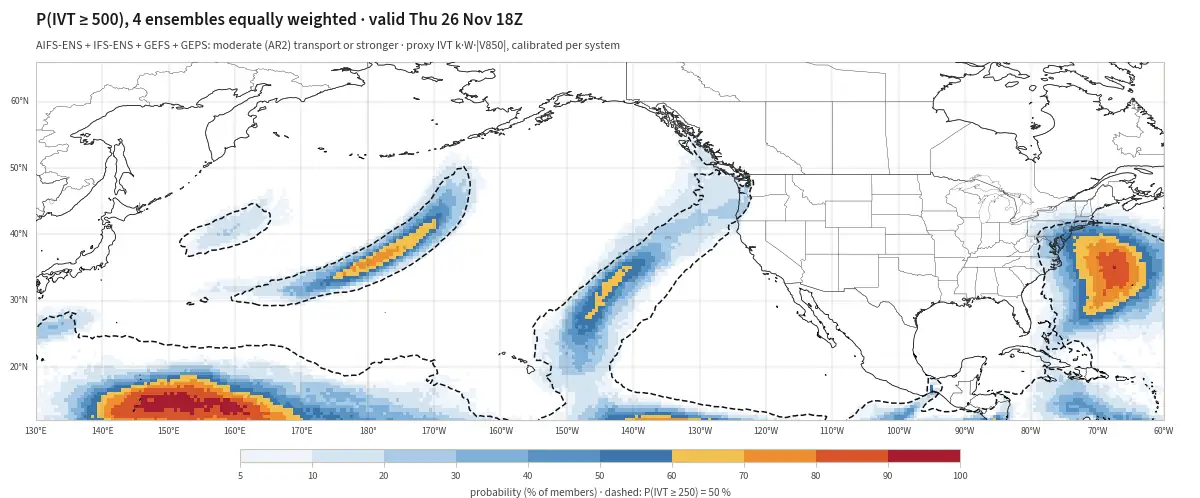 P(IVT ≥ 500), 4 ensembles equally weighted · valid Thu 26 Nov 18Z
AIFS-ENS + IFS-ENS + GEFS + GEPS: moderate (AR2) transport or stronger · proxy IVT k·W·|V850|, calibrated per system
60°N
50°N
40°N
30°N
20°N
130°E 140°E 150°E 160°E 170°E 180° 170°W 160°W 150°W 140°W 130°W 120°W 110°W 100°W 90°W 80°W 70°W 60°W
5 10 20 30 40 50 60 70 80 90 100
probability (% of members) · dashed: P(IVT ≥ 250) = 50 %